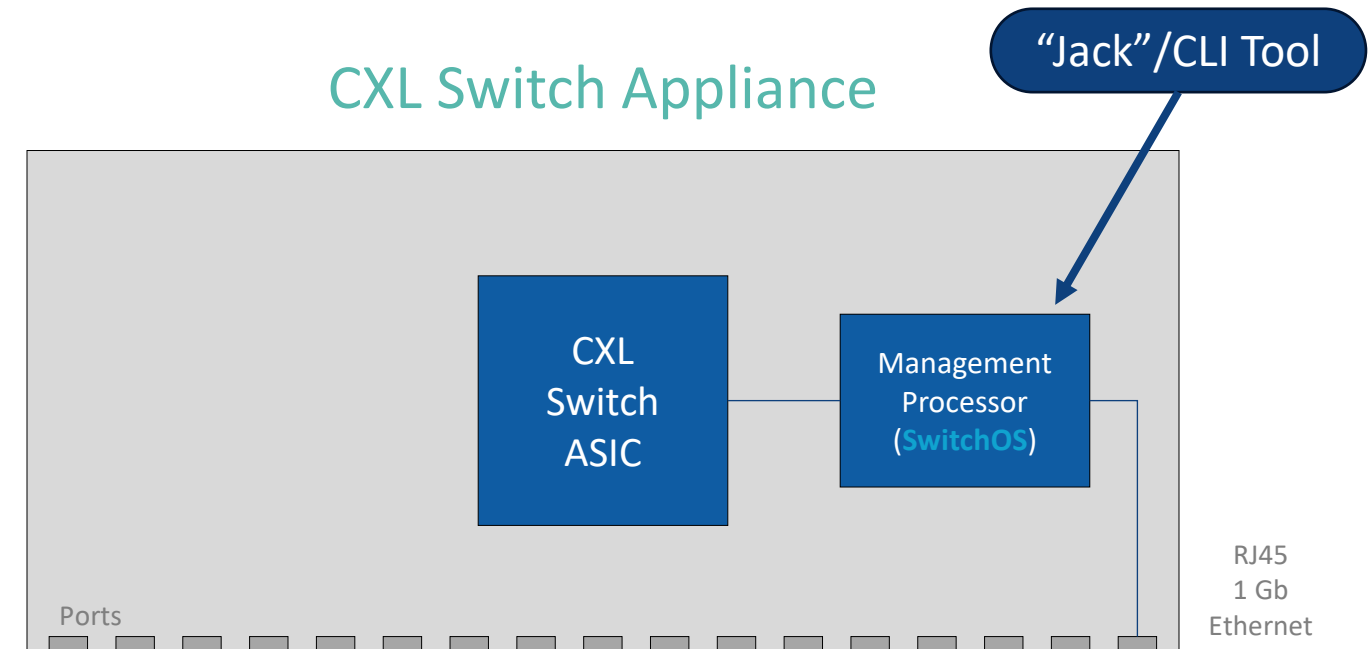 “Jack”/CLI Tool
CXL Switch Appliance
CXL
Switch
ASIC
Management
Processor
(SwitchOS)
RJ45
1 Gb
Ethernet
Ports